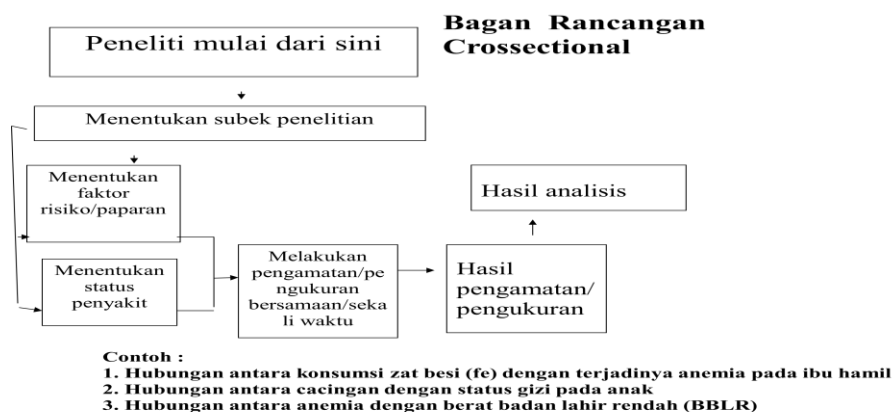 Bagan Rancangan
Crossectional
Peneliti mulai dari sini
Menentukan subek penelitian
Menentukan
faktor
risiko/paparan
Menentukan
status
penyakit
Melakukan
pengamatan/pe
ngukuran
bersamaan/seka
li waktu
Hasil
pengamatan/
pengukuran
Hasil analisis
Contoh :
1. Hubungan antara konsumsi zat besi (fe) dengan terjadinya anemia pada ibu hamil
2. Hubungan antara cacingan dengan status gizi pada anak
3. Hubungan antara anemia dengan berat badan lahir rendah (BBLR)